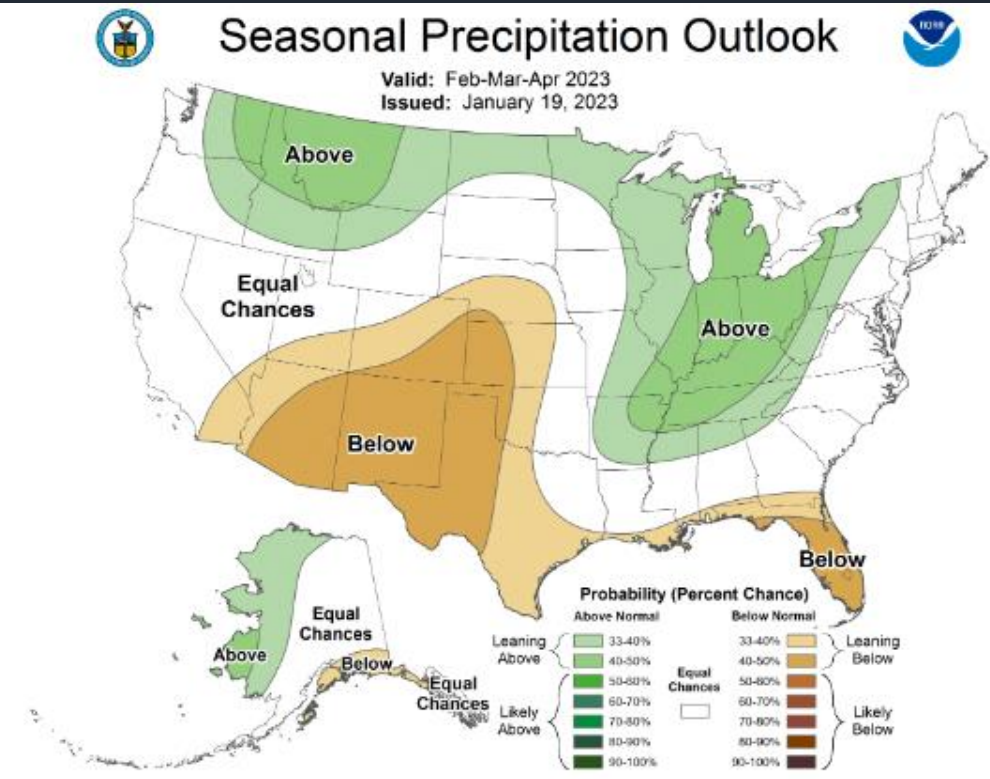 NOAA
Seasonal Precipitation Outlook
Valid: Feb-Mar-Apr 2023
Issued: January 19, 2023
Above
Equal
Chances
Above
Below
Below
Equal
Chances
Above
Below
Equal
Chances
Probability (Percent Chance)
Above Normal
Below Normal
Leaning
Above
33-40%
40-50%
50-60%
60-70%
70-80%
80-90%
90-100%
Likely
Above
Equal
Chances
33-40%
40-50%
50-60%
60-70%
70-80%
80-90%
90-100%
Leaning
Below
Likely
Below